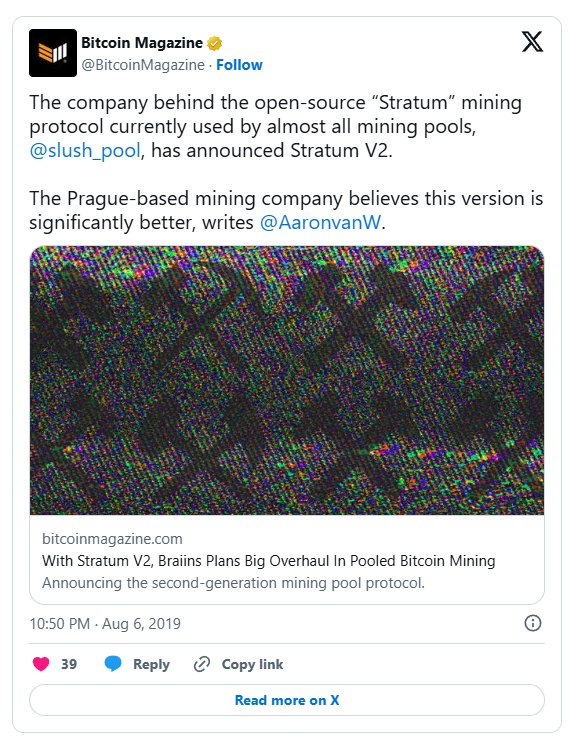 Bitcoin Magazine
@BitcoinMagazine · Follow
The company behind the open-source “Stratum” mining
protocol currently used by almost all mining pools,
@slush_pool, has announced Stratum V2.
The Prague-based mining company believes this version is
significantly better, writes @AaronvanW.
bitcoinmagazine.com
With Stratum V2, Braiins Plans Big Overhaul In Pooled Bitcoin Mining
Announcing the second-generation mining pool protocol.
10:50 PM · Aug 6, 2019
39 Reply Copy link
Read more on X